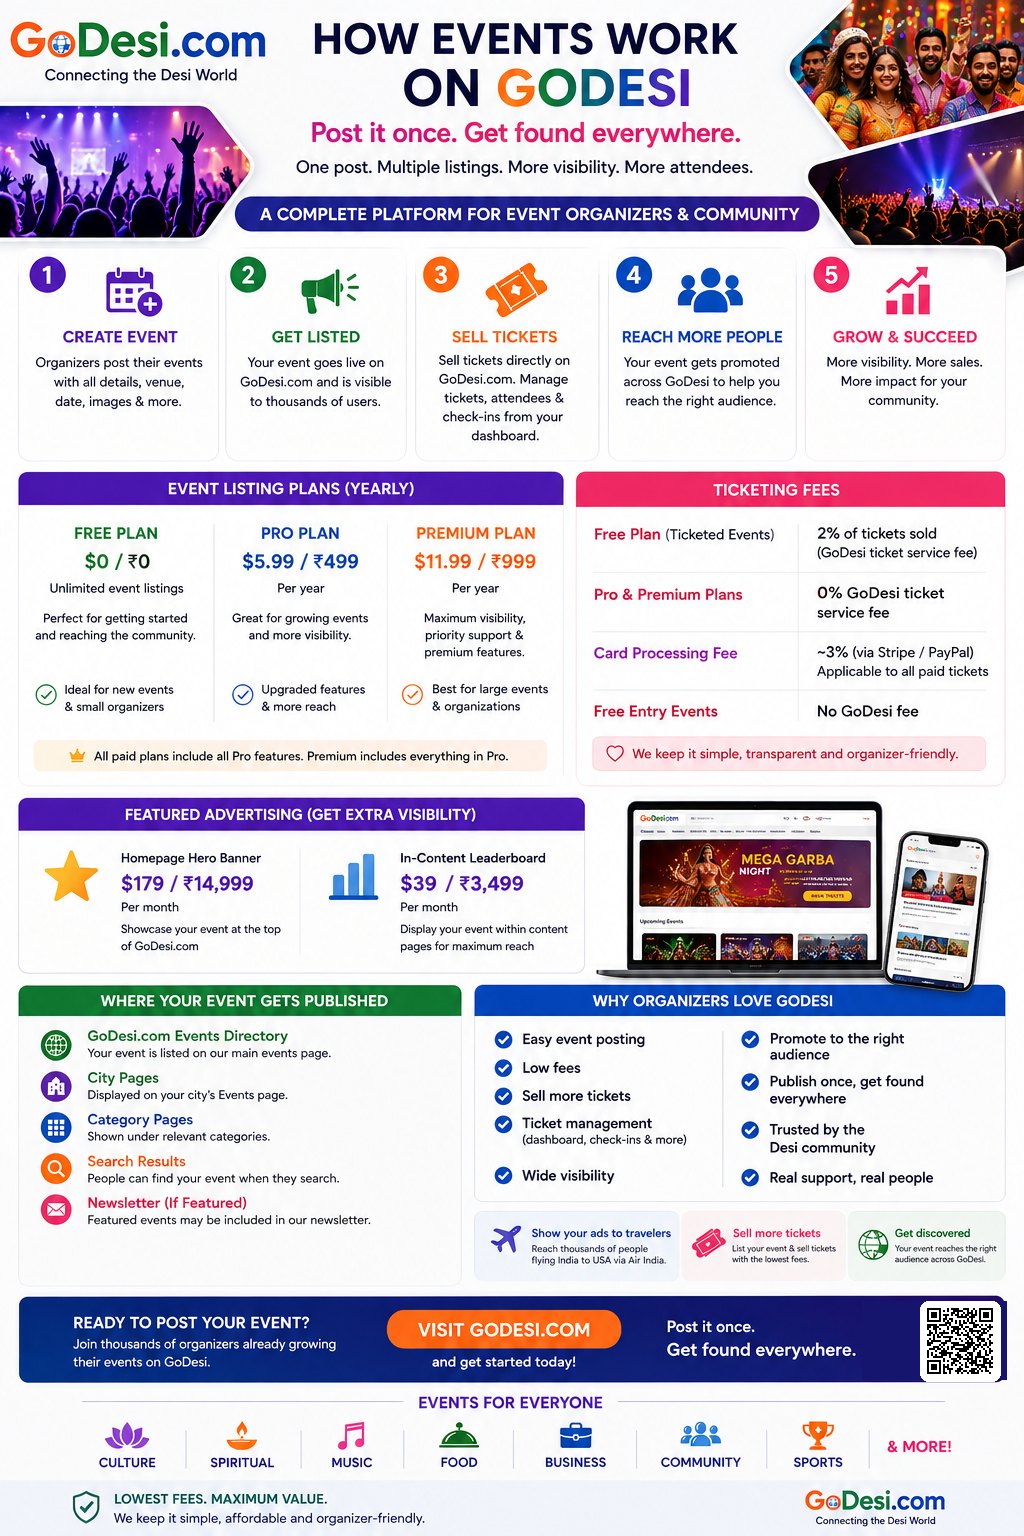 GoDesi.com
Connecting the Desi World
HOW EVENTS WORK
ON GODESI
Post it once. Get found everywhere.
One post. Multiple listings. More visibility. More attendees.
A COMPLETE PLATFORM FOR EVENT ORGANIZERS & COMMUNITY
1
CREATE EVENT
Organizers post their events
with all details, venue,
date, images & more.
2
GET LISTED
Your event goes live on
GoDesi.com and is visible
to thousands of users.
3
SELL TICKETS
Sell tickets directly on
GoDesi.com. Manage
tickets, attendees &
check-ins from your
dashboard.
4
REACH MORE PEOPLE
Your event gets promoted
across GoDesi to help you
reach the right audience.
5
GROW & SUCCEED
More visibility. More sales.
More impact for your
community.
EVENT LISTING PLANS (YEARLY)
FREE PLAN
$0 / ₹0
Unlimited event listings
Perfect for getting started
and reaching the community.
Ideal for new events
& small organizers
PRO PLAN
$5.99 / ₹499
Per year
Great for growing events
and more visibility.
Upgraded features
& more reach
PREMIUM PLAN
$11.99 / ₹999
Per year
Maximum visibility,
priority support &
premium features.
Best for large events
& organizations
All paid plans include all Pro features. Premium includes everything in Pro.
TICKETING FEES
Free Plan (Ticketed Events)
2% of tickets sold
(GoDesi ticket service fee)
Pro & Premium Plans
0% GoDesi ticket
service fee
Card Processing Fee
~3% (via Stripe / PayPal)
Applicable to all paid tickets
Free Entry Events
No GoDesi fee
We keep it simple, transparent and organizer-friendly.
FEATURED ADVERTISING (GET EXTRA VISIBILITY)
Homepage Hero Banner
$179 / ₹14,999
Per month
Showcase your event at the top
of GoDesi.com
In-Content Leaderboard
$39 / ₹3,499
Per month
Display your event within content
pages for maximum reach
GoDesi.com
MEGA GARBA
NIGHT
Upcoming Events
WHERE YOUR EVENT GETS PUBLISHED
GoDesi.com Events Directory
Your event is listed on our main events page.
City Pages
Displayed on your city's Events page.
Category Pages
Shown under relevant categories.
Search Results
People can find your event when they search.
Newsletter (If Featured)
Featured events may be included in our newsletter.
WHY ORGANIZERS LOVE GODESI
Easy event posting
Low fees
Sell more tickets
Ticket management
(dashboard, check-ins & more)
Wide visibility
Promote to the right
audience
Publish once, get found
everywhere
Trusted by the
Desi community
Real support, real people
Show your ads to travelers
Reach thousands of people
flying India to USA via Air India.
Sell more tickets
List your event & sell tickets
with the lowest fees.
Get discovered
Your event reaches the right
audience across GoDesi.
READY TO POST YOUR EVENT?
Join thousands of organizers already growing
their events on GoDesi.
VISIT GODESI.COM
and get started today!
Post it once.
Get found everywhere.
EVENTS FOR EVERYONE
CULTURE
SPIRITUAL
MUSIC
FOOD
BUSINESS
COMMUNITY
SPORTS
& MORE!
LOWEST FEES. MAXIMUM VALUE.
We keep it simple, affordable and organizer-friendly.
GoDesi.com
Connecting the Desi World